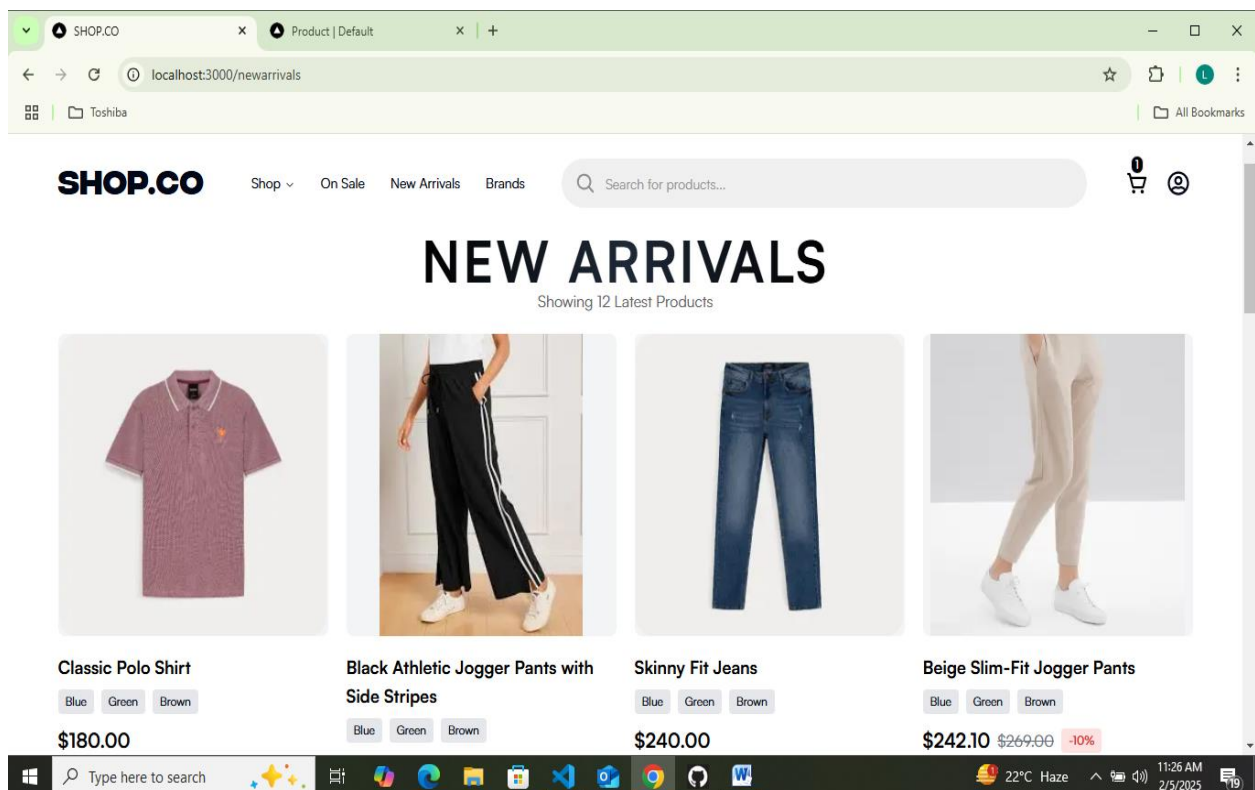 SHOP.CO
Product | Default
localhost:3000/newarrivals
L
Toshiba
All Bookmarks
SHOP.CO
Shop
On Sale
New Arrivals
Brands
Search for products...
1
NEW ARRIVALS
Showing 12 Latest Products
Classic Polo Shirt
Blue Green Brown
$180.00
Black Athletic Jogger Pants with
Side Stripes
Blue Green Brown
Skinny Fit Jeans
Blue Green Brown
$240.00
Beige Slim-Fit Jogger Pants
Blue Green Brown
$242.10 $269.00 -10%
Type here to search
22°C Haze
11:26 AM
2/5/2025
19